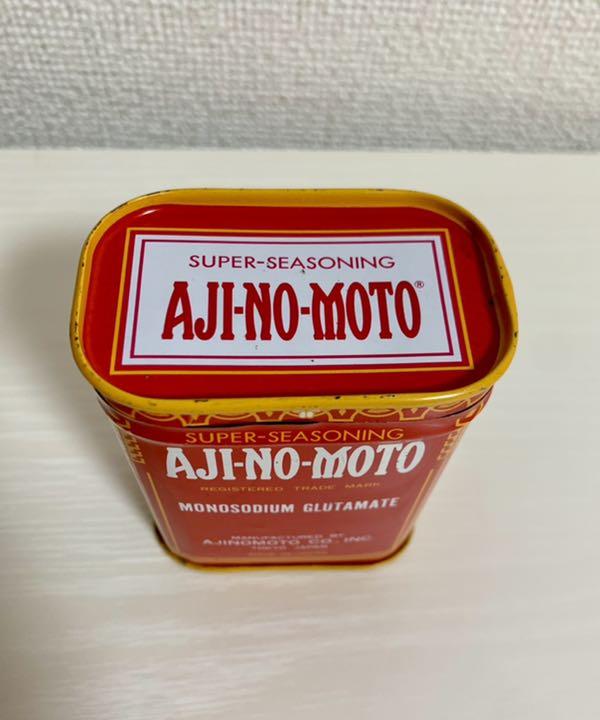 SUPER-SEASONING
AJI-NO-MOTO®
SUPER-SEASONING
AJI-NO-MOTO
REGISTERED TRADE MARK
MONOSODIUM GLUTAMATE
MANUFACTURED BY
AJINOMOTO CO., INC.
TOKYO JAPAN